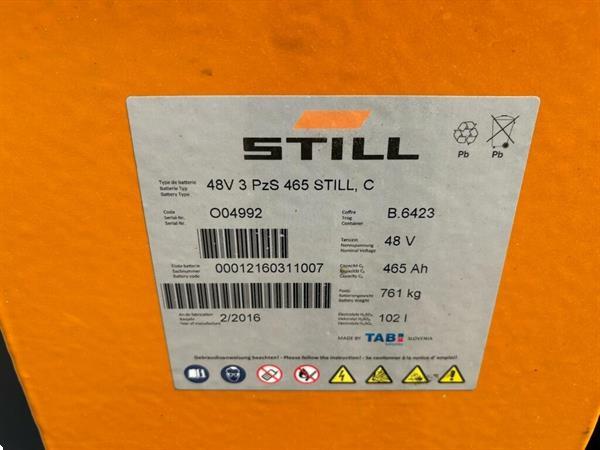 STILL
Pb Pb
Type de batterie
Batterie Typ
Battery Type
48V 3 PzS 465 STILL, C
Code
Serial-Nr.
Serial-Nr.
O04992
Coffre
Trog
Container
B.6423
Tension
Nennspannung
Nominal Voltage
48 V
Code batterie
Sachnummer
Battery code
00012160311007
Capacité C₅
Kapazität C₅
Capacity C₅
465 Ah
Poids
Batteriegewicht
Battery Weight
761 kg
An de fabrication
Baujahr
Year of manufacture
2/2016
Electrolyte H₂SO₄
Elektrolyt H₂SO₄
Electrolyte H₂SO₄
102 l
MADE BY TAB SLOVENIA
Gebrauchsanweisung beachten! - Please follow the instruction! - Se conformer à la notice d' emploi!